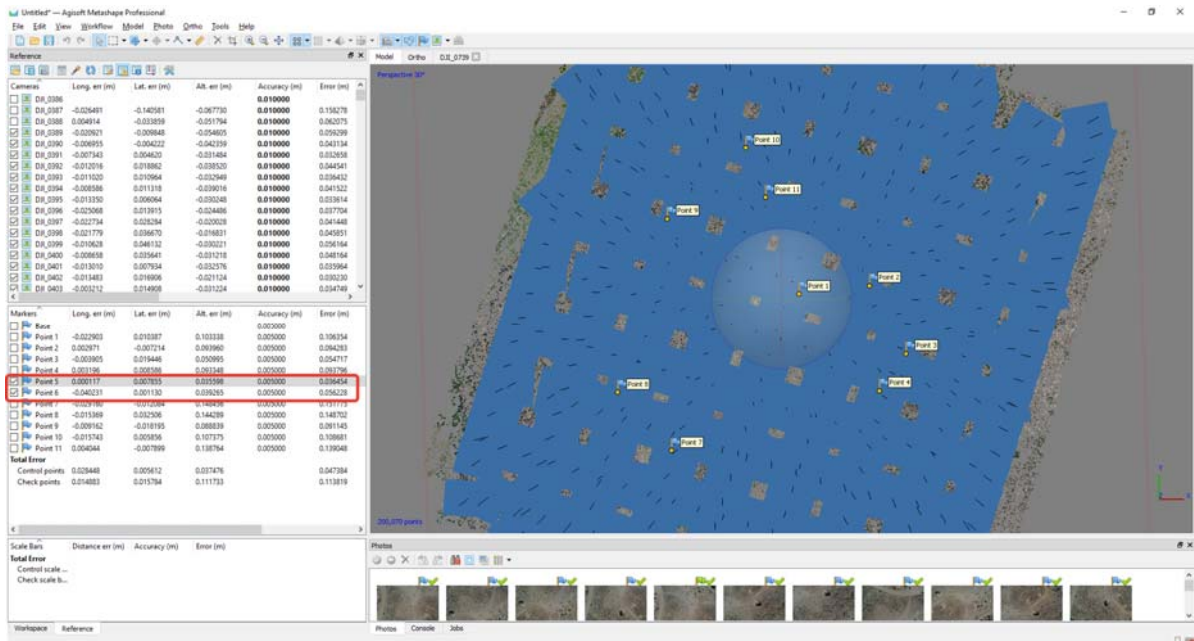 Untitled* — Agisoft Metashape Professional
File Edit View Workflow Model Photo Ortho Tools Help
Reference
Model Ortho DJI_0739
Perspective 30°
Cameras Long. err (m) Lat. err (m) Alt. err (m) Accuracy (m) Error (m)
DJI_0386 0.010000
DJI_0387 -0.026491 -0.140581 -0.067730 0.010000 0.158278
DJI_0388 0.004914 -0.033859 -0.051794 0.010000 0.062075
DJI_0389 -0.020921 -0.009848 -0.054605 0.010000 0.059299
DJI_0390 -0.006955 -0.004222 -0.042359 0.010000 0.043134
DJI_0391 -0.007343 0.004620 -0.031484 0.010000 0.032658
DJI_0392 -0.012016 0.018862 -0.038520 0.010000 0.044541
DJI_0393 -0.011020 0.010964 -0.032949 0.010000 0.036432
DJI_0394 -0.008586 0.011318 -0.039016 0.010000 0.041522
DJI_0395 -0.013350 0.006064 -0.030248 0.010000 0.033614
DJI_0396 -0.025068 0.013915 -0.024486 0.010000 0.037704
DJI_0397 -0.022734 0.028284 -0.020028 0.010000 0.041448
DJI_0398 -0.021779 0.036670 -0.016831 0.010000 0.045851
DJI_0399 -0.010628 0.046132 -0.030221 0.010000 0.056164
DJI_0400 -0.008658 0.035641 -0.031218 0.010000 0.048164
DJI_0401 -0.013010 0.007934 -0.032576 0.010000 0.035964
DJI_0402 -0.013483 0.016906 -0.021124 0.010000 0.030230
DJI_0403 -0.003212 0.014908 -0.031224 0.010000 0.034749
Markers Long. err (m) Lat. err (m) Alt. err (m) Accuracy (m) Error (m)
Base 0.003000
Point 1 -0.022903 0.010387 0.103338 0.005000 0.106354
Point 2 0.002971 -0.007214 0.093960 0.005000 0.094283
Point 3 -0.003905 0.019446 0.050995 0.005000 0.054717
Point 4 0.003196 0.008586 0.093348 0.005000 0.093796
Point 5 0.000117 0.007855 0.035596 0.005000 0.036454
Point 6 -0.040231 0.001130 0.039265 0.005000 0.056228
Point 7 -0.029180 -0.012084 0.148456 0.005000 0.151775
Point 8 -0.015369 0.032506 0.144289 0.005000 0.148702
Point 9 -0.009162 -0.018195 0.088839 0.005000 0.091145
Point 10 -0.015743 0.005856 0.107375 0.005000 0.108681
Point 11 0.004044 -0.007899 0.138764 0.005000 0.139048
Total Error
Control points 0.028448 0.005612 0.037476 0.047384
Check points 0.014883 0.015784 0.111733 0.113819
Point 10
Point 11
Point 9
Point 2
Point 1
Point 3
Point 4
Point 8
Point 7
200,070 points
Y
X
Scale Bars Distance err (m) Accuracy (m) Error (m)
Total Error
Control scale ...
Check scale b...
Photos
Workspace Reference
Photos Console Jobs